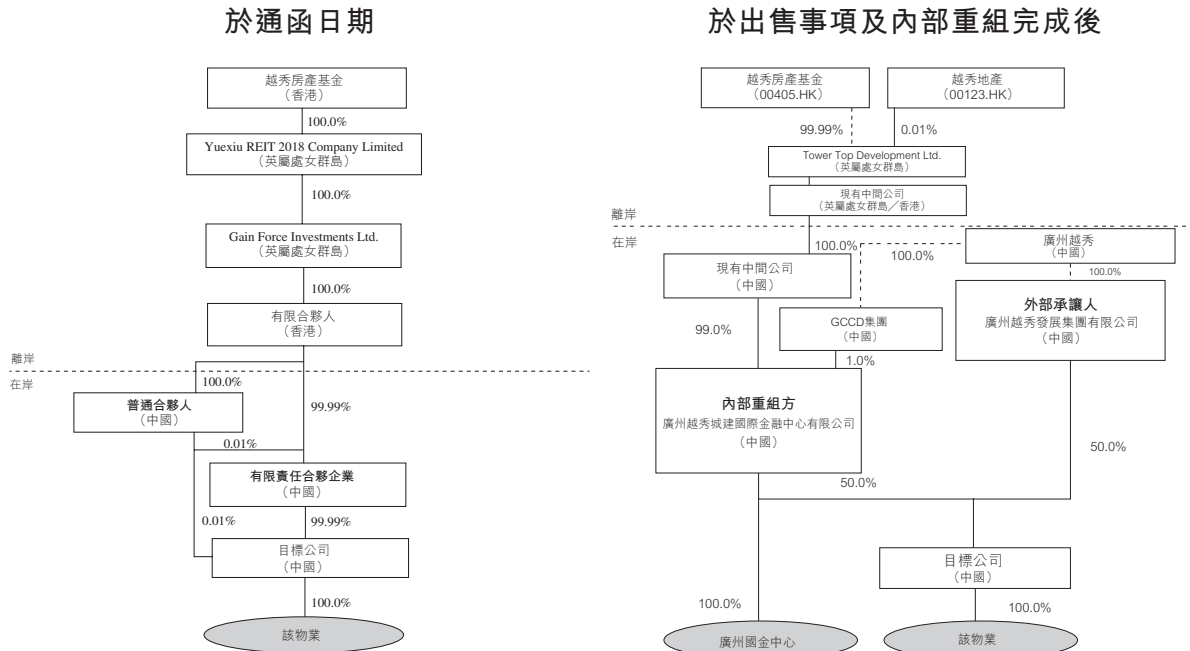 於通函日期
越秀房產基金
（香港）
100.0%
Yuexiu REIT 2018 Company Limited
（英屬處女群島）
100.0%
Gain Force Investments Ltd.
（英屬處女群島）
100.0%
有限合夥人
（香港）
離岸
在岸
100.0%
普通合夥人
（中國）
99.99%
0.01%
有限責任合夥企業
（中國）
0.01%
99.99%
目標公司
（中國）
100.0%
該物業
於出售事項及內部重組完成後
越秀房產基金
（00405.HK）
越秀地產
（00123.HK）
99.99%
0.01%
Tower Top Development Ltd.
（英屬處女群島）
現有中間公司
（英屬處女群島／香港）
離岸
在岸
100.0%
100.0%
廣州越秀
（中國）
100.0%
現有中間公司
（中國）
外部承讓人
廣州越秀發展集團有限公司
（中國）
99.0%
GCCD集團
（中國）
1.0%
內部重組方
廣州越秀城建國際金融中心有限公司
（中國）
50.0%
50.0%
目標公司
（中國）
100.0%
100.0%
廣州國金中心
該物業